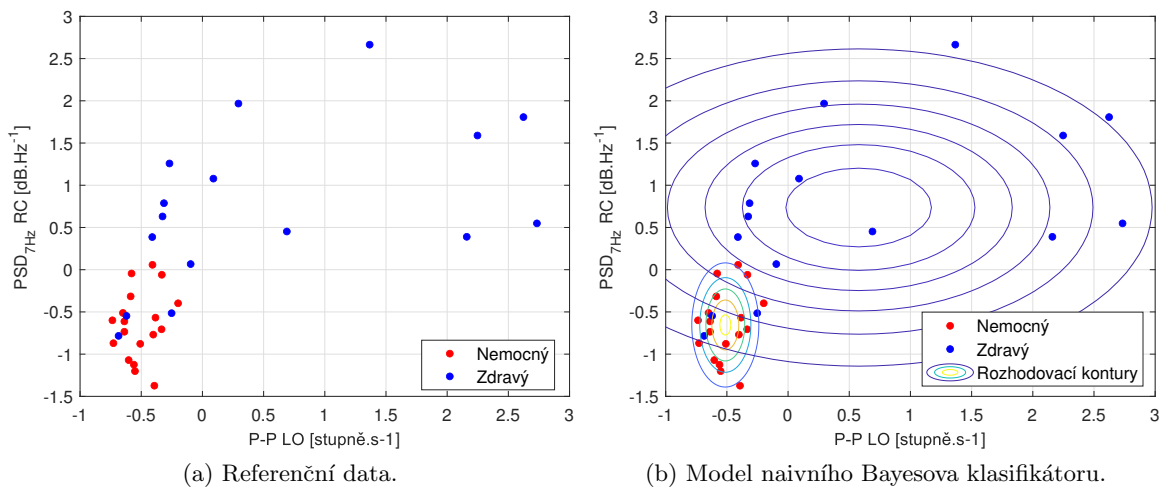 3
2.5
2
1.5
1
0.5
0
-0.5
-1
-1.5
PSD7Hz RC [dB.Hz-1]
-1 -0.5 0 0.5 1 1.5 2 2.5 3
P-P LO [stupně.s-1]
Nemocný
Zdravý
(a) Referenční data.
3
2.5
2
1.5
1
0.5
0
-0.5
-1
-1.5
PSD7Hz RC [dB.Hz-1]
-1 -0.5 0 0.5 1 1.5 2 2.5 3
P-P LO [stupně.s-1]
Nemocný
Zdravý
Rozhodovací kontury
(b) Model naivního Bayesova klasifikátoru.